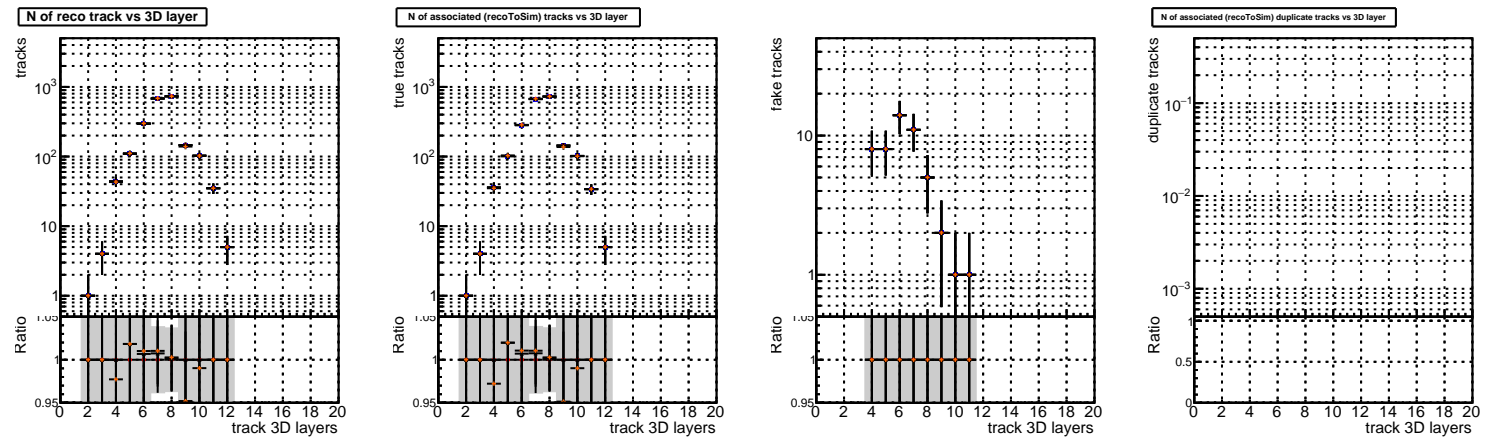 N of reco track vs 3D layer
tracks
10³
10²
10
1
1.05
Ratio
1
0.95
0 2 4 6 8 10 12 14 16 18 20
track 3D layers
N of associated (recoToSim) tracks vs 3D layer
true tracks
10³
10²
10
1
1.05
Ratio
1
0.95
0 2 4 6 8 10 12 14 16 18 20
track 3D layers
fake tracks
10
1
Ratio
1
0.95
0 2 4 6 8 10 12 14 16 18 20
track 3D layers
N of associated (recoToSim) duplicate tracks vs 3D layer
duplicate tracks
10⁻¹
10⁻²
10⁻³
Ratio
1
0.5
0
0 2 4 6 8 10 12 14 16 18 20
track 3D layers